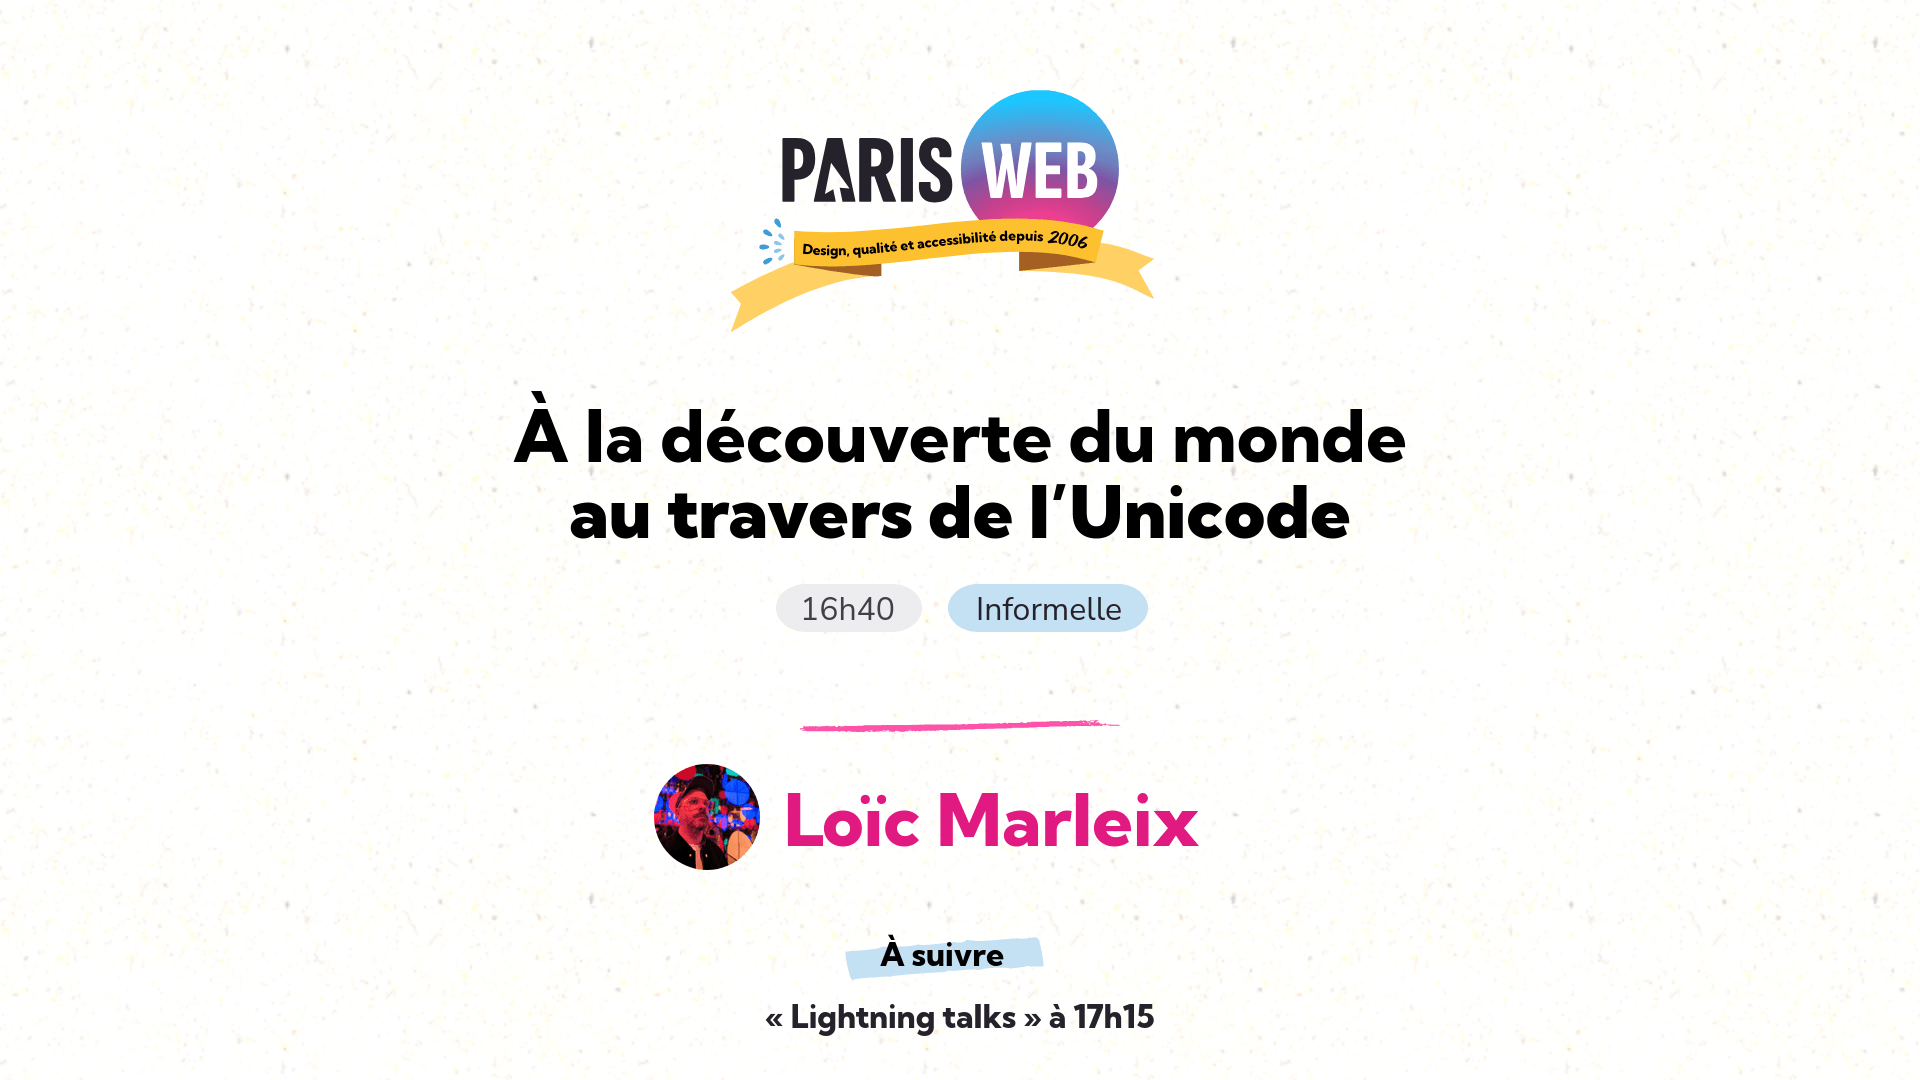 PARIS WEB
Design, qualité et accessibilité depuis 2006
À la découverte du monde
au travers de l’Unicode
16h40
Informelle
Loïc Marleix
À suivre
« Lightning talks » à 17h15